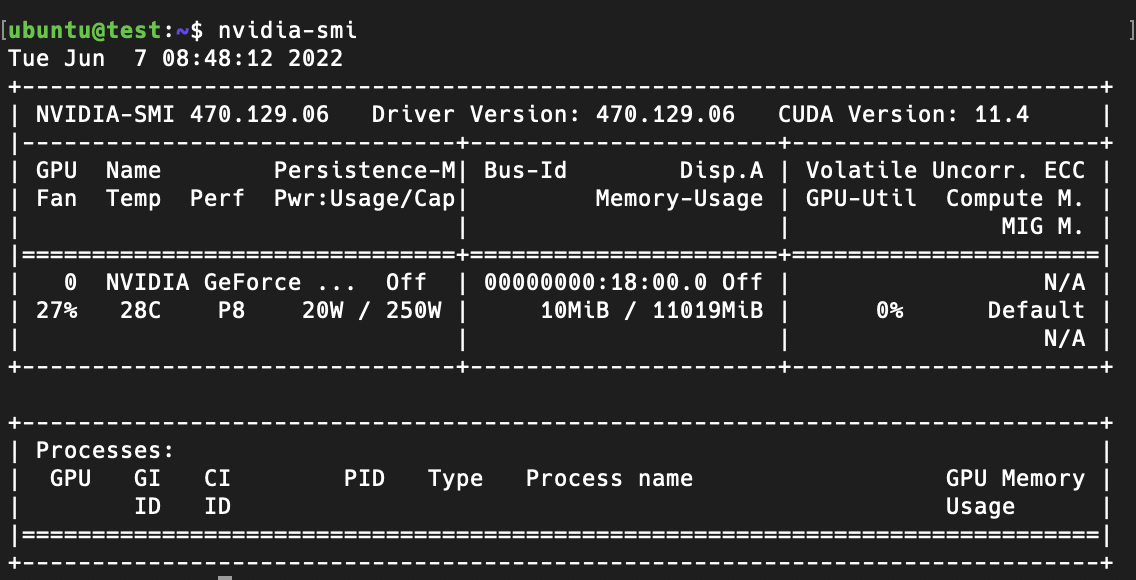 [ubuntu@test:~$ nvidia-smi ]
Tue Jun  7 08:48:12 2022
+-----------------------------------------------------------------------------+
| NVIDIA-SMI 470.129.06   Driver Version: 470.129.06   CUDA Version: 11.4     |
|-------------------------------+----------------------+----------------------+
| GPU  Name        Persistence-M| Bus-Id        Disp.A | Volatile Uncorr. ECC |
| Fan  Temp  Perf  Pwr:Usage/Cap|         Memory-Usage | GPU-Util  Compute M. |
|                               |                      |               MIG M. |
|===============================+======================+======================|
|   0  NVIDIA GeForce ...  Off  | 00000000:18:00.0 Off |                  N/A |
| 27%   28C    P8    20W / 250W |     10MiB / 11019MiB |      0%      Default |
|                               |                      |                  N/A |
+-------------------------------+----------------------+----------------------+

+-----------------------------------------------------------------------------+
| Processes:                                                                  |
|  GPU   GI   CI        PID   Type   Process name                  GPU Memory |
|        ID   ID                                                   Usage      |
|=============================================================================|
+-----------------------------------------------------------------------------+